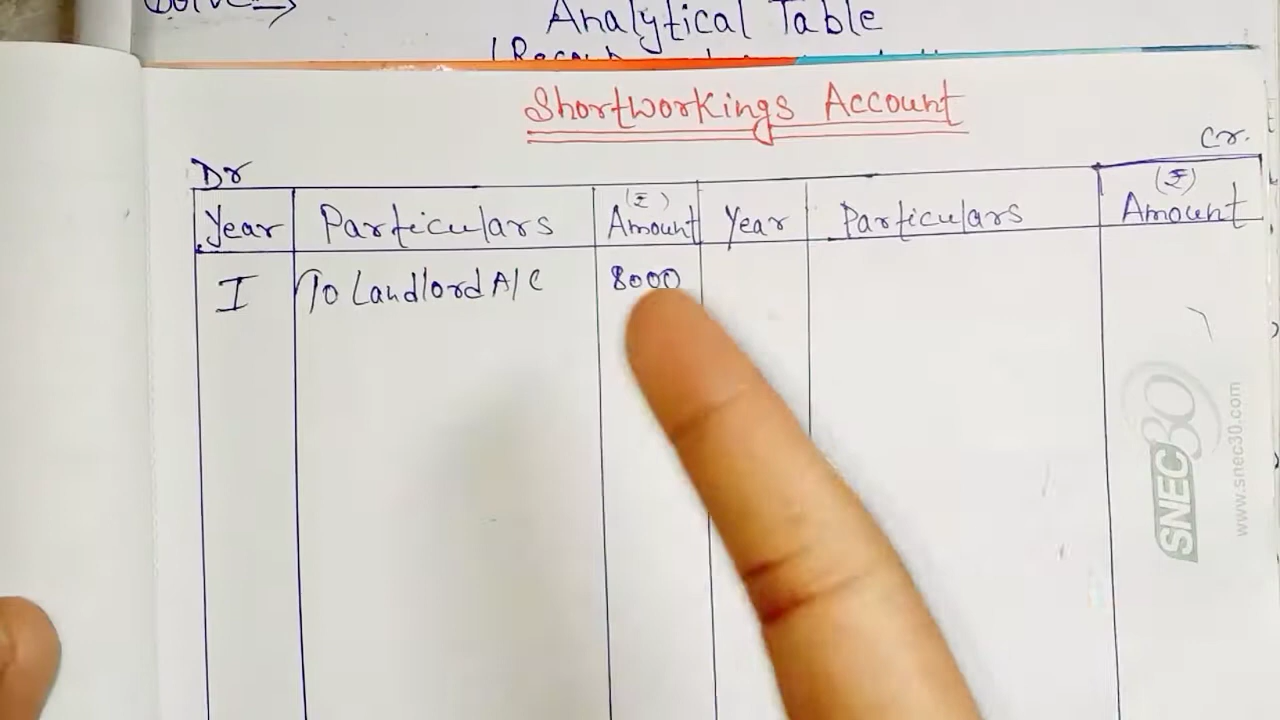 Solve →
Analytical Table
Shortworkings Account
Dr
Cr.
Year Particulars (₹) Amount Year Particulars (₹) Amount
I To Landlord A/C 8000
SNEC30
www.snec30.com